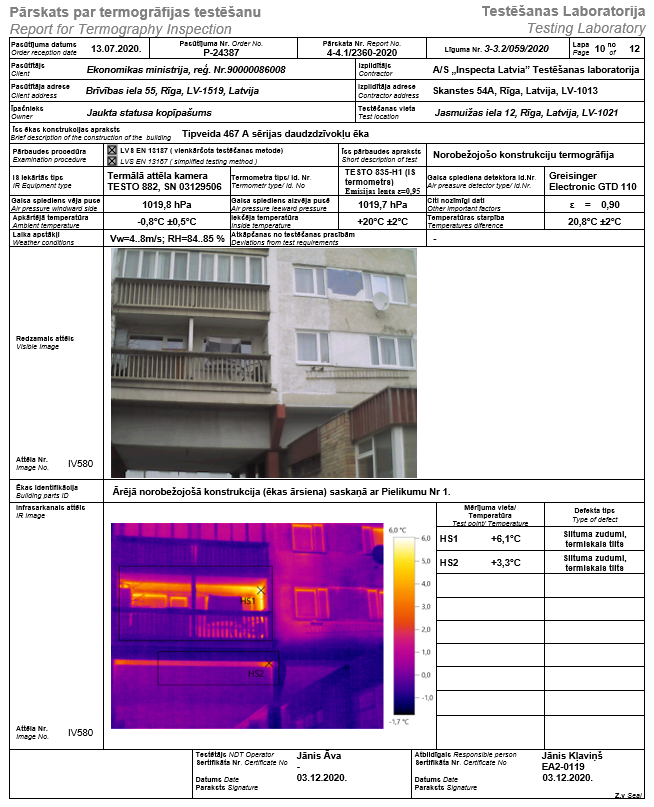 Pārskats par termogrāfijas testēšanu
Testēšanas Laboratorija
Report for Termography Inspection
Testing Laboratory
Pasūtījuma datums
Order reception date
13.07.2020.
Pasūtījuma Nr. Order No.
P-24387
Pārskata Nr. Report No.
4-4.1/2360-2020
Līguma Nr. 3-3.2/059/2020
Lapa 10 no 12
Page of
Pasūtītājs
Client
Ekonomikas ministrija, reģ. Nr.90000086008
Izpildītājs
Contractor
A/S „Inspecta Latvia” Testēšanas laboratorija
Pasūtītāja adrese
Client address
Brīvības iela 55, Rīga, LV-1519, Latvija
Izpildītāja adrese
Contractor address
Skanstes 54A, Rīga, Latvija, LV-1013
Īpašnieks
Owner
Jaukta statusa kopīpašums
Testēšanas vieta
Test location
Jasmuižas iela 12, Rīga, Latvija, LV-1021
Īss ēkas konstrukcijas apraksts
Brief description of the construction of the building
Tipveida 467 A sērijas daudzdzīvokļu ēka
Pārbaudes procedūra
Examination procedure
LVS EN 13187 ( vienkāršota testēšanas metode)
LVS EN 13187 ( simplified testing method )
Īss pārbaudes apraksts
Short description of test
Norobežojošo konstrukciju termogrāfija
IS iekārtās tips
IR Equipment type
Termālā attēla kamera
TESTO 882, SN 03129506
Termometra tips/ Id. Nr.
Termometr type/ Id. No
TESTO 835-H1 (IS
termometrs)
Emisijas lenta ε=0,95
Gaisa spiediena detektora Id.Nr.
Air preasure detector type/ Id.Nr.
Greisinger
Electronic GTD 110
Gaisa spiediens vēja puse
Air pressure windward side
1019,8 hPa
Gaisa spiediens aizvēja pusē
Air pressure leeward pressure
1019,7 hPa
Citi nozīmīgi dati
Other important factors
ε = 0,90
Apkārtējā temperatūra
Ambient temperature
-0,8°C ±0,5°C
Iekštelpa temperatūra
Inside temperature
+20°C ±2°C
Temperatūras starpība
Temperatures diference
20,8°C ±2°C
Laika apstākļi
Weather conditions
Vw=4..8m/s; RH=84..85 %
Atkāpšanas no testēšanas prasībām
Deviations from test requirements
-
Redzamais attēls
Visible Image
Attēla Nr.
Image No.
IV580
Ēkas identifikācija
Building parts ID
Ārējā norobežojošā konstrukcija (ēkas ārsiena) saskaņā ar Pielikumu Nr 1.
Infrasarkanais attēls
IR Image
Mērījuma vieta/
Temperatūra
Test point/ Temperature
Defekta tips
Type of defect
HS1 +6,1°C
Siltuma zudumi,
termiskais tilts
HS2 +3,3°C
Siltuma zudumi,
termiskais tilts
6,0 °C
6,0
5,0
4,0
3,0
2,0
1,0
0,0
-1,0
-1,7 °C
HS1
HS2
Attēla Nr.
Image No.
IV580
Testētājs NDT Operator
Jānis Āva
Sertifikāta Nr. Certificate No
-
Datums Date
03.12.2020.
Paraksts Signature
Atbildīgais Responsible person
Jānis Kļaviņš
Sertifikāta Nr. Certificate No
EA2-0119
Datums Date
03.12.2020.
Paraksts Signature
Z.v Seal